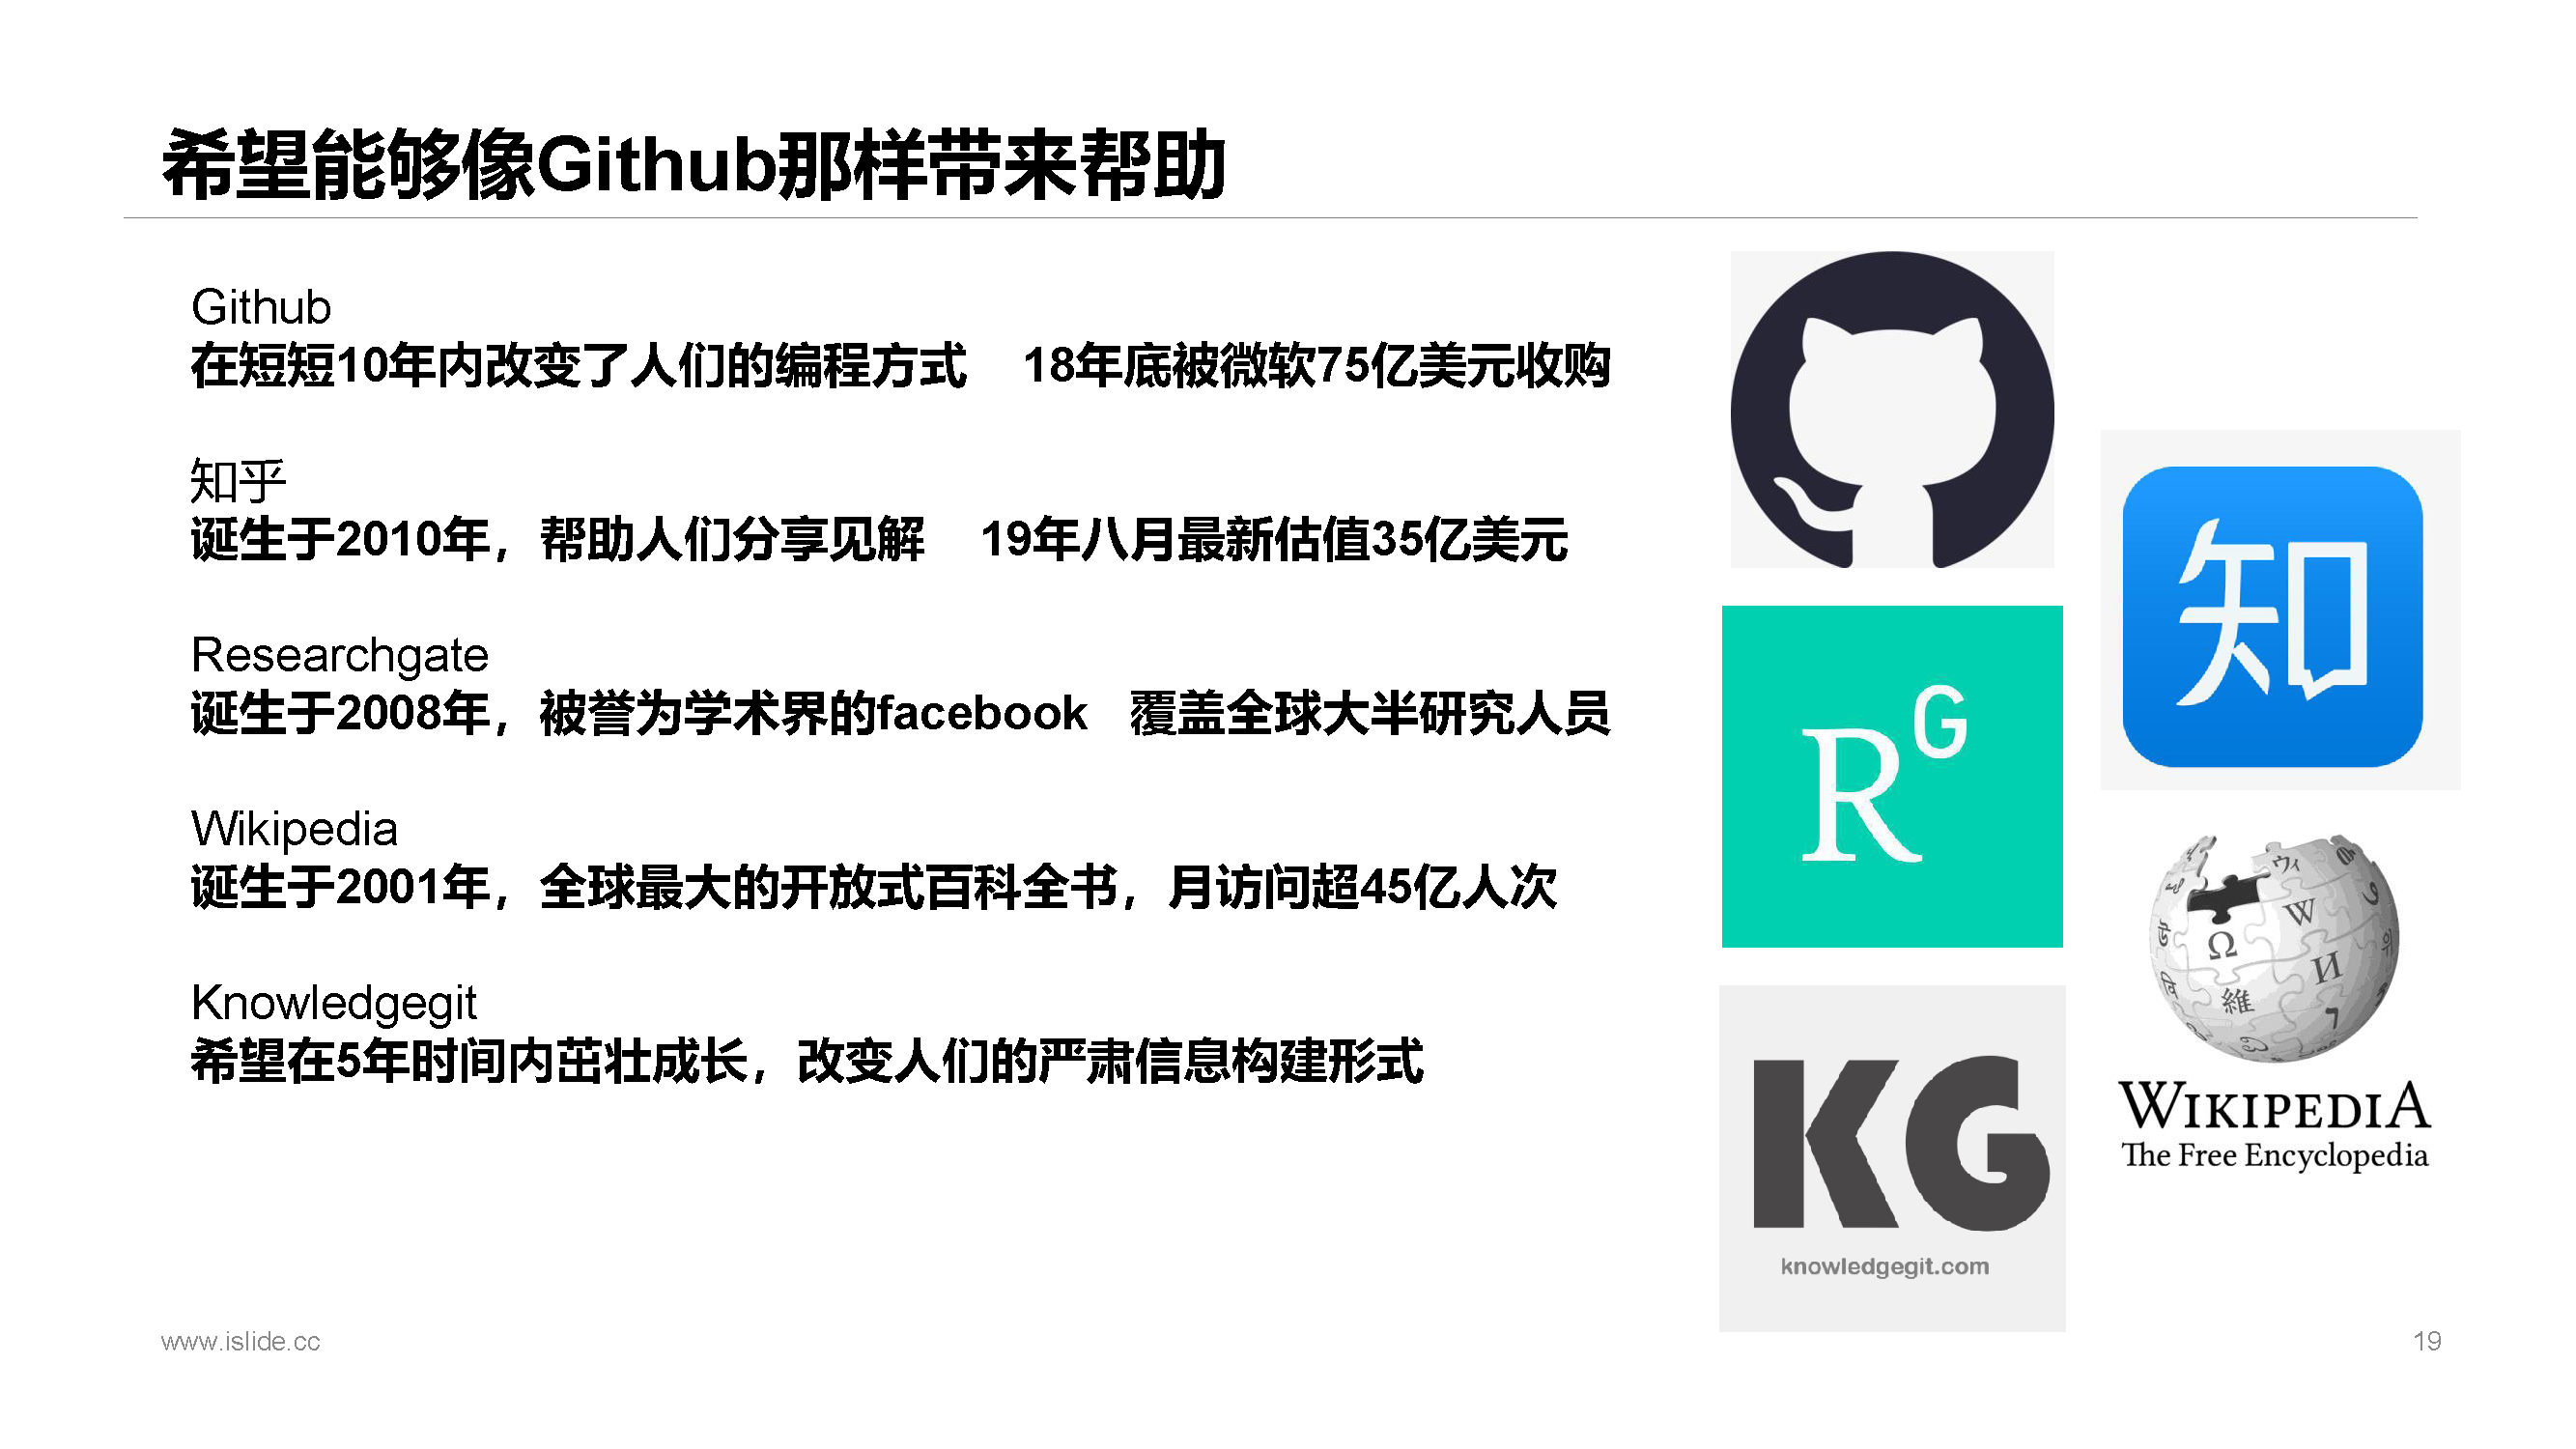 希望能够像Github那样带来帮助
Github
在短短10年内改变了人们的编程方式 18年底被微软75亿美元收购
知乎
诞生于2010年，帮助人们分享见解 19年八月最新估值35亿美元
Researchgate
诞生于2008年，被誉为学术界的facebook 覆盖全球大半研究人员
Wikipedia
诞生于2001年，全球最大的开放式百科全书，月访问超45亿人次
Knowledgegit
希望在5年时间内茁壮成长，改变人们的严肃信息构建形式
知
RG
Ω
W
И
維
WIKIPEDIA
The Free Encyclopedia
KG
knowledgegit.com
www.islide.cc
19